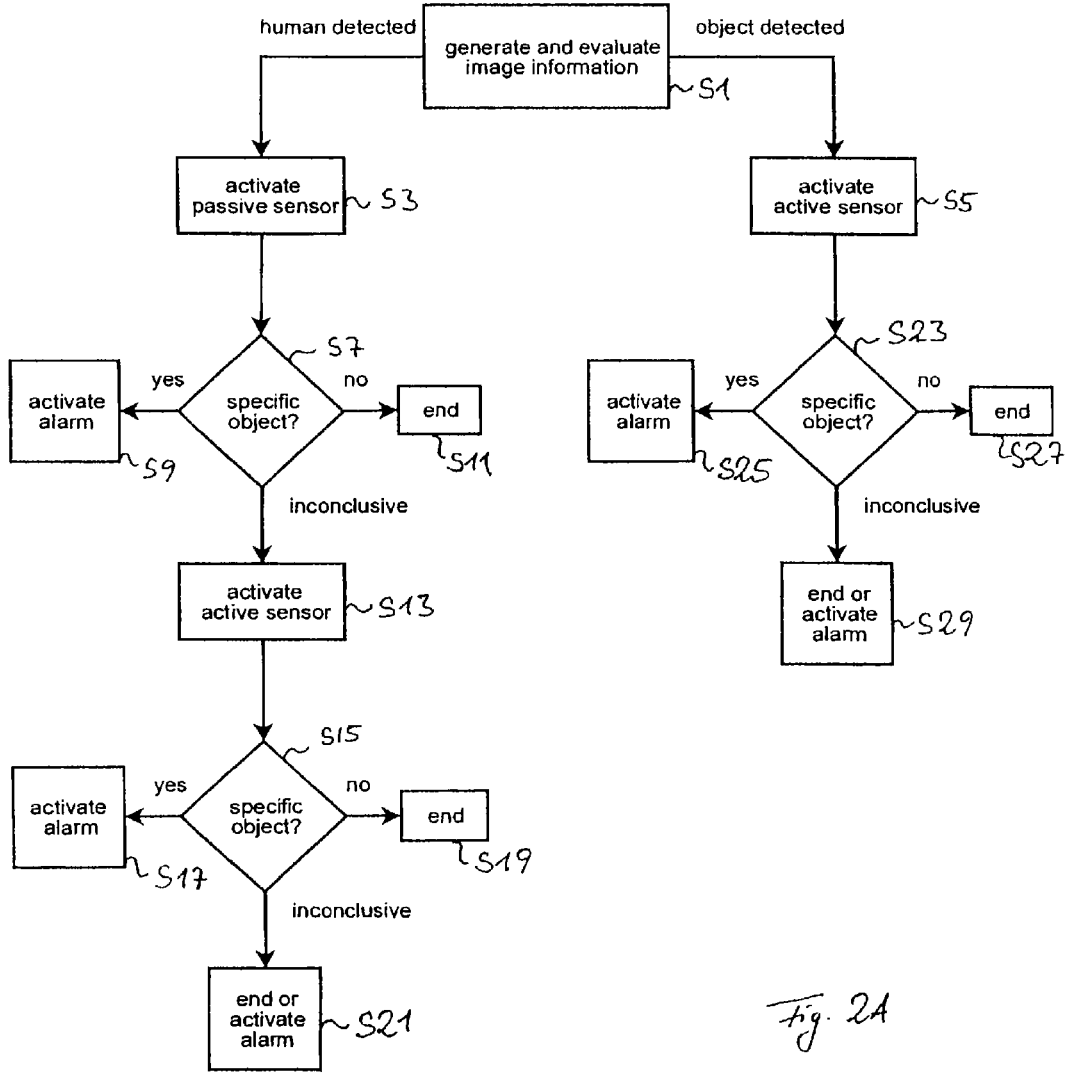 human detected
generate and evaluate
image information
object detected
S1
activate
passive sensor
S3
activate
active sensor
S5
S7
yes
specific
object?
no
activate
alarm
S9
end
S11
inconclusive
S23
yes
specific
object?
no
activate
alarm
S25
end
S27
inconclusive
activate
active sensor
S13
end or
activate
alarm
S29
S15
yes
specific
object?
no
activate
alarm
S17
end
S19
inconclusive
end or
activate
alarm
S21
Fig. 2A